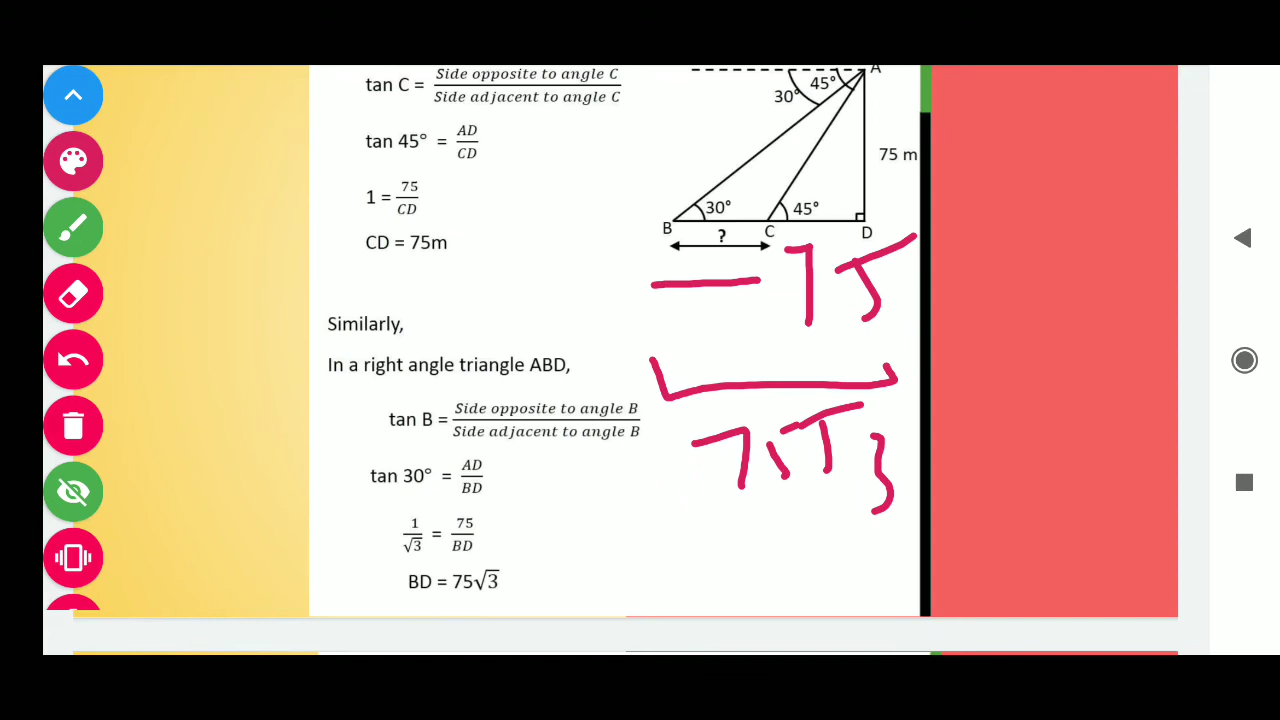 tan C = Side opposite to angle C / Side adjacent to angle C
tan 45° = AD / CD
1 = 75 / CD
CD = 75m
Similarly,
In a right angle triangle ABD,
tan B = Side opposite to angle B / Side adjacent to angle B
tan 30° = AD / BD
1 / √3 = 75 / BD
BD = 75√3
A
45°
30°
75 m
30°
45°
B
C
D
?
75